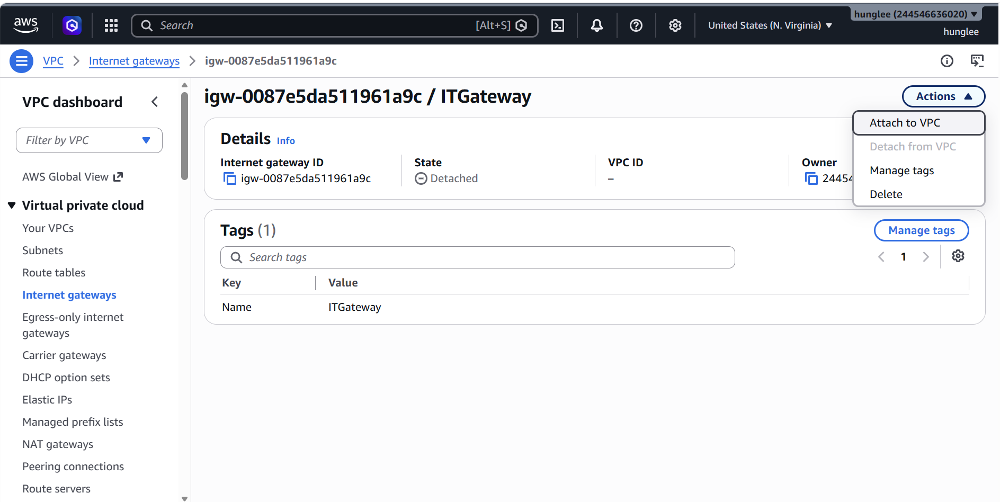 aws
Search [Alt+S]
United States (N. Virginia)
hunglee (244546636020)
hunglee
VPC
Internet gateways
igw-0087e5da511961a9c
VPC dashboard
Filter by VPC
AWS Global View
Virtual private cloud
Your VPCs
Subnets
Route tables
Internet gateways
Egress-only internet
gateways
Carrier gateways
DHCP option sets
Elastic IPs
Managed prefix lists
NAT gateways
Peering connections
Route servers
igw-0087e5da511961a9c / ITGateway
Actions
Attach to VPC
Detach from VPC
Manage tags
Delete
Details Info
Internet gateway ID
igw-0087e5da511961a9c
State
Detached
VPC ID
–
Owner
24454
Tags (1)
Manage tags
Search tags
1
Key Value
Name ITGateway